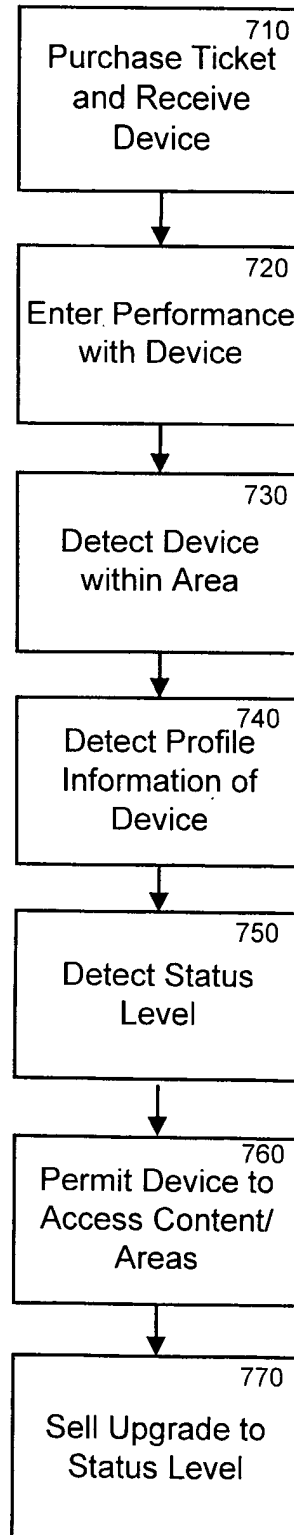 710
Purchase Ticket
and Receive
Device
720
Enter Performance
with Device
730
Detect Device
within Area
740
Detect Profile
Information of
Device
750
Detect Status
Level
760
Permit Device to
Access Content/
Areas
770
Sell Upgrade to
Status Level